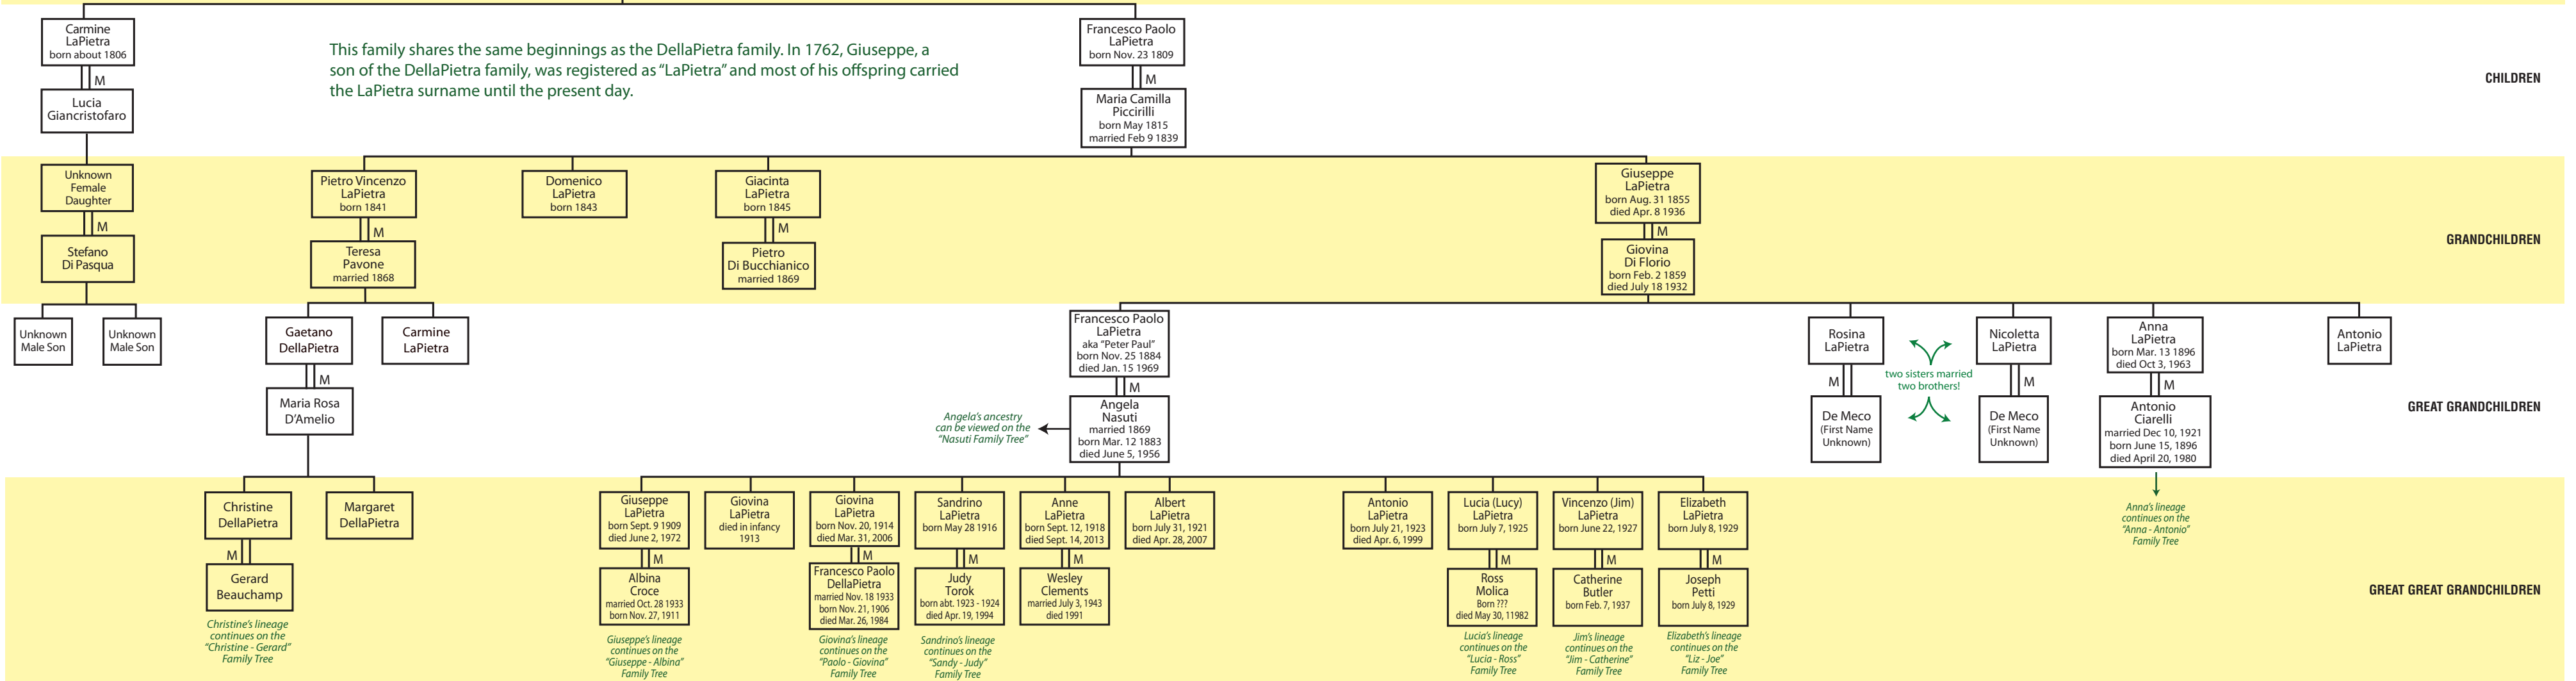 Carmine
LaPietra
born about 1806
M
Lucia
Giancristofaro
This family shares the same beginnings as the DellaPietra family. In 1762, Giuseppe, a
son of the DellaPietra family, was registered as “LaPietra” and most of his offspring carried
the LaPietra surname until the present day.
Francesco Paolo
LaPietra
born Nov. 23 1809
M
Maria Camilla
Piccirilli
born May 1815
married Feb 9 1839
CHILDREN
Unknown
Female
Daughter
M
Stefano
Di Pasqua
Pietro Vincenzo
LaPietra
born 1841
M
Teresa
Pavone
married 1868
Domenico
LaPietra
born 1843
Giacinta
LaPietra
born 1845
M
Pietro
Di Bucchianico
married 1869
Giuseppe
LaPietra
born Aug. 31 1855
died Apr. 8 1936
M
Giovina
Di Florio
born Feb. 2 1859
died July 18 1932
GRANDCHILDREN
Unknown
Male Son
Unknown
Male Son
Gaetano
DellaPietra
M
Maria Rosa
D’Amelio
Carmine
LaPietra
Angela’s ancestry
can be viewed on the
“Nasuti Family Tree”
Francesco Paolo
LaPietra
aka “Peter Paul”
born Nov. 25 1884
died Jan. 15 1969
M
Angela
Nasuti
married 1869
born Mar. 12 1883
died June 5, 1956
Rosina
LaPietra
M
De Meco
(First Name
Unknown)
two sisters married
two brothers!
Nicoletta
LaPietra
M
De Meco
(First Name
Unknown)
Anna
LaPietra
born Mar. 13 1896
died Oct 3, 1963
M
Antonio
Ciarelli
married Dec 10, 1921
born June 15, 1896
died April 20, 1980
Antonio
LaPietra
GREAT GRANDCHILDREN
Christine
DellaPietra
M
Gerard
Beauchamp
Christine’s lineage
continues on the
“Christine - Gerard”
Family Tree
Margaret
DellaPietra
Giuseppe
LaPietra
born Sept. 9 1909
died June 2, 1972
M
Albina
Croce
married Oct. 28 1933
born Nov. 27, 1911
Giuseppe’s lineage
continues on the
“Giuseppe - Albina”
Family Tree
Giovina
LaPietra
died in infancy
1913
Giovina
LaPietra
born Nov. 20, 1914
died Mar. 31, 2006
M
Francesco Paolo
DellaPietra
married Nov. 18 1933
born Nov. 21, 1906
died Mar. 26, 1984
Giovina’s lineage
continues on the
“Paolo - Giovina”
Family Tree
Sandrino
LaPietra
born May 28 1916
M
Judy
Torok
born abt. 1923 - 1924
died Apr. 19, 1994
Sandrino’s lineage
continues on the
“Sandy - Judy”
Family Tree
Anne
LaPietra
born Sept. 12, 1918
died Sept. 14, 2013
M
Wesley
Clements
married July 3, 1943
died 1991
Albert
LaPietra
born July 31, 1921
died Apr. 28, 2007
Antonio
LaPietra
born July 21, 1923
died Apr. 6, 1999
Lucia (Lucy)
LaPietra
born July 7, 1925
M
Ross
Molica
Born ???
died May 30, 11982
Lucia’s lineage
continues on the
“Lucia - Ross”
Family Tree
Vincenzo (Jim)
LaPietra
born June 22, 1927
M
Catherine
Butler
born Feb. 7, 1937
Jim’s lineage
continues on the
“Jim - Catherine”
Family Tree
Elizabeth
LaPietra
born July 8, 1929
M
Joseph
Petti
born July 8, 1929
Elizabeth’s lineage
continues on the
“Liz - Joe”
Family Tree
Anna’s lineage
continues on the
“Anna - Antonio”
Family Tree
GREAT GREAT GRANDCHILDREN